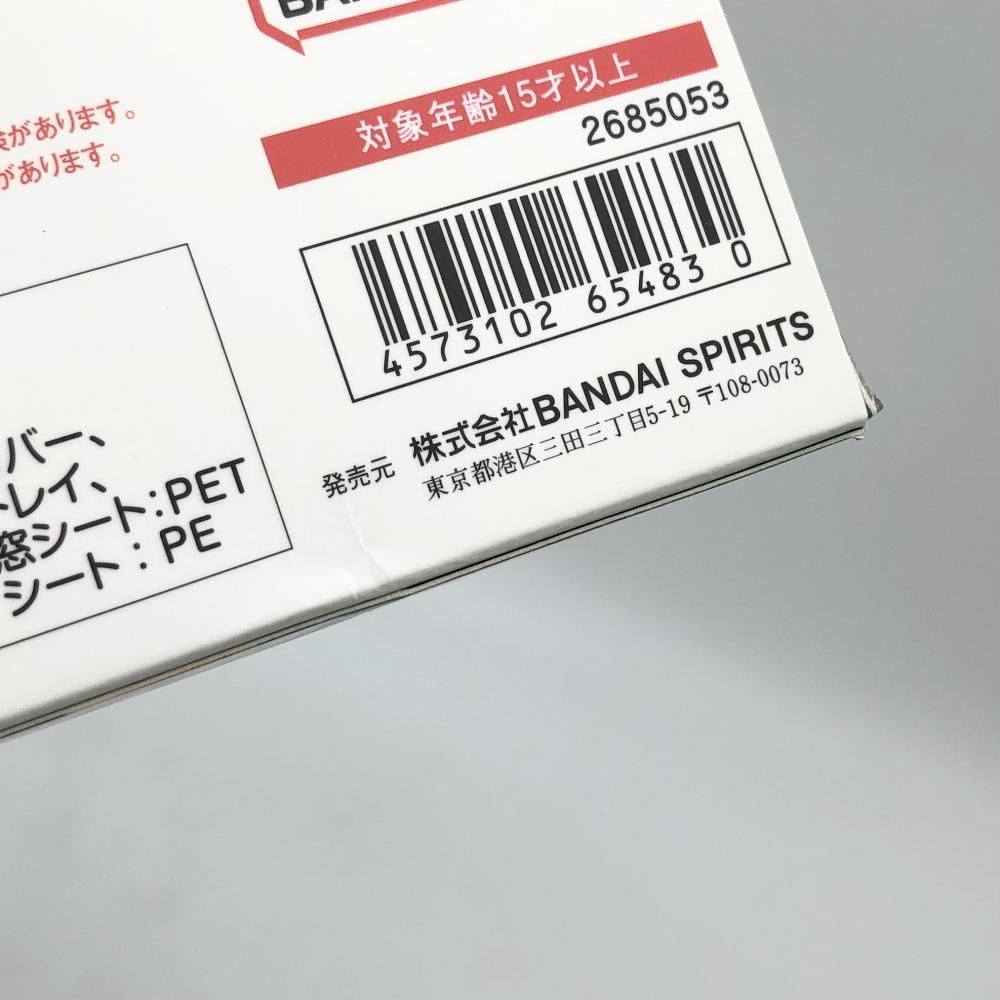 BAN
対象年齢15才以上
があります。
があります。
2685053
4573102 654830
バー、
トレイ、
窓シート:PET
シート:PE
発売元 株式会社BANDAI SPIRITS
東京都港区三田三丁目5-19 〒108-0073